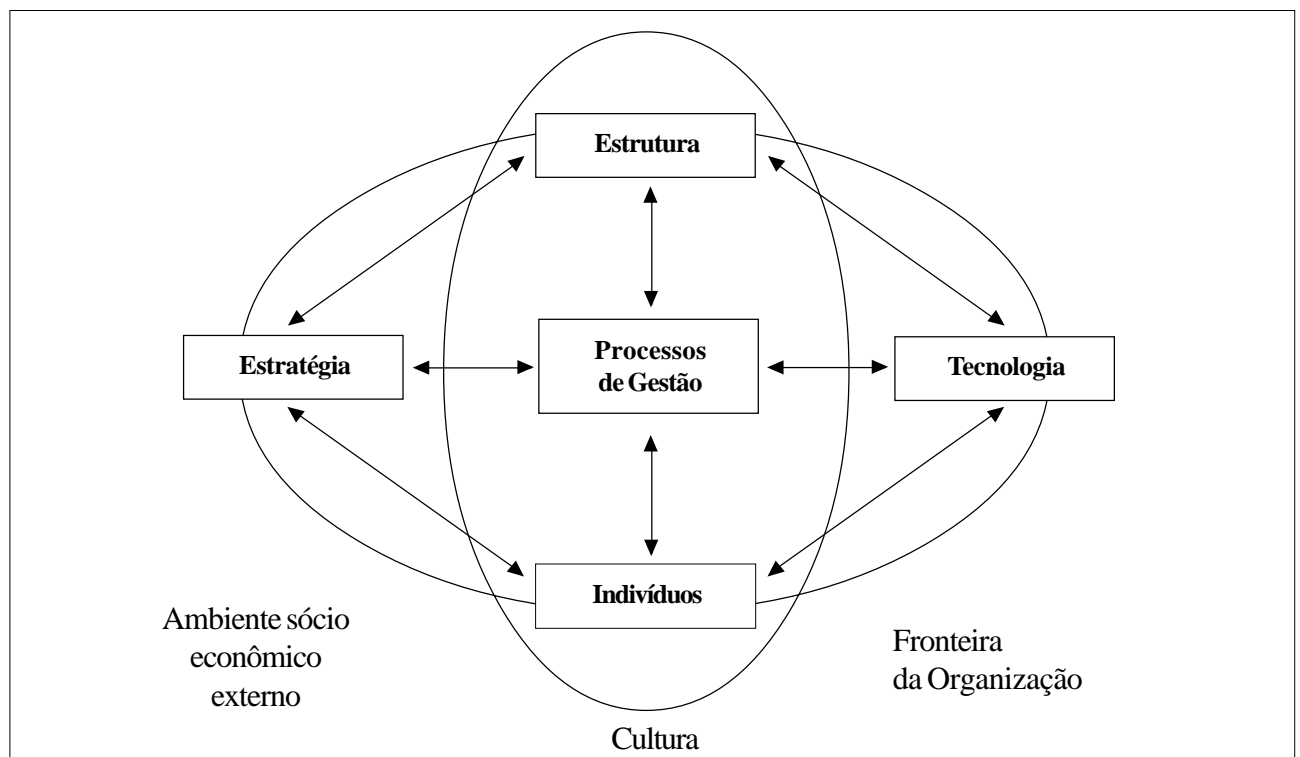 Estrutura
Estratégia
Processos
de Gestão
Tecnologia
Indivíduos
Ambiente sócio
econômico
externo
Fronteira
da Organização
Cultura